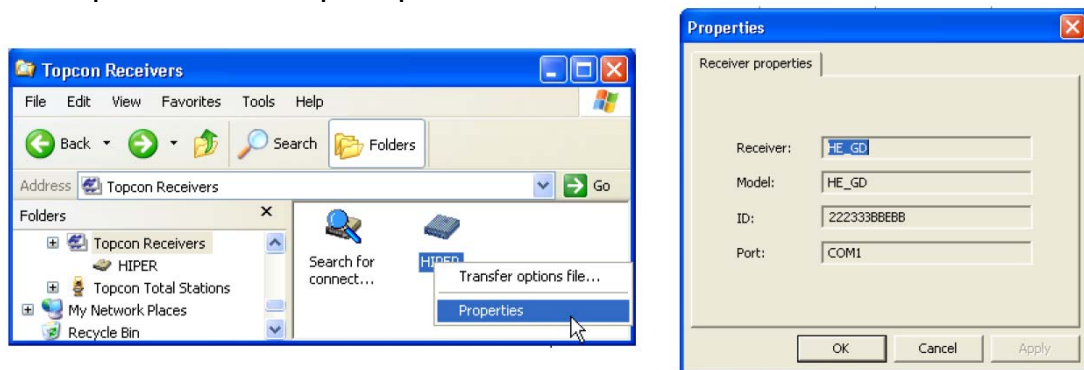 Topcon Receivers
File Edit View Favorites Tools Help
Back Search Folders
Address Topcon Receivers Go
Folders
Topcon Receivers
HIPER
Topcon Total Stations
My Network Places
Recycle Bin
Search for
connect...
HIPER
Transfer options file...
Properties
Properties
Receiver properties
Receiver: HE_GD
Model: HE_GD
ID: 222333BBEBB
Port: COM1
OK Cancel Apply